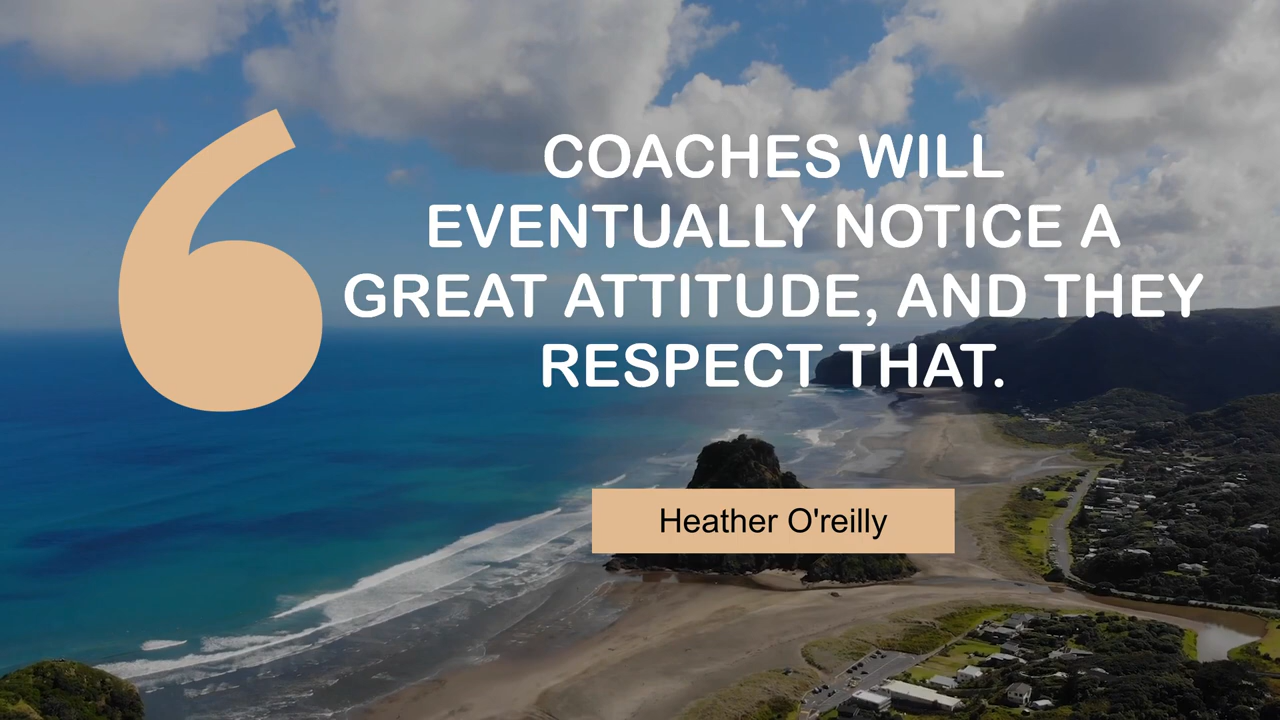 COACHES WILL
EVENTUALLY NOTICE A
GREAT ATTITUDE, AND THEY
RESPECT THAT.
Heather O'reilly